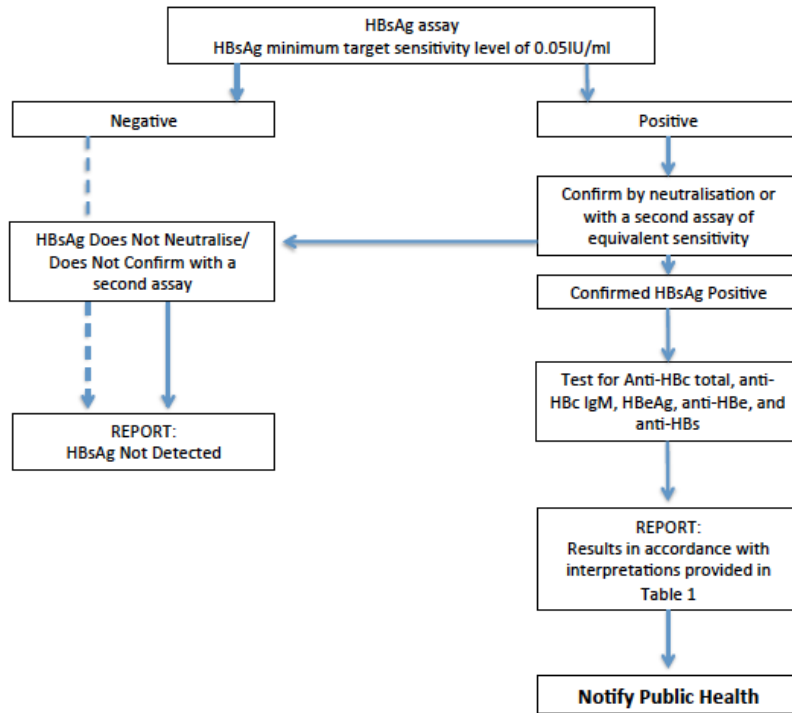 HBsAg assay
HBsAg minimum target sensitivity level of 0.05IU/ml
Negative
Positive
Confirm by neutralisation or
with a second assay of
equivalent sensitivity
HBsAg Does Not Neutralise/
Does Not Confirm with a
second assay
Confirmed HBsAg Positive
Test for Anti-HBc total, anti-
HBc IgM, HBeAg, anti-HBe, and
anti-HBs
REPORT:
HBsAg Not Detected
REPORT:
Results in accordance with
interpretations provided in
Table 1
Notify Public Health